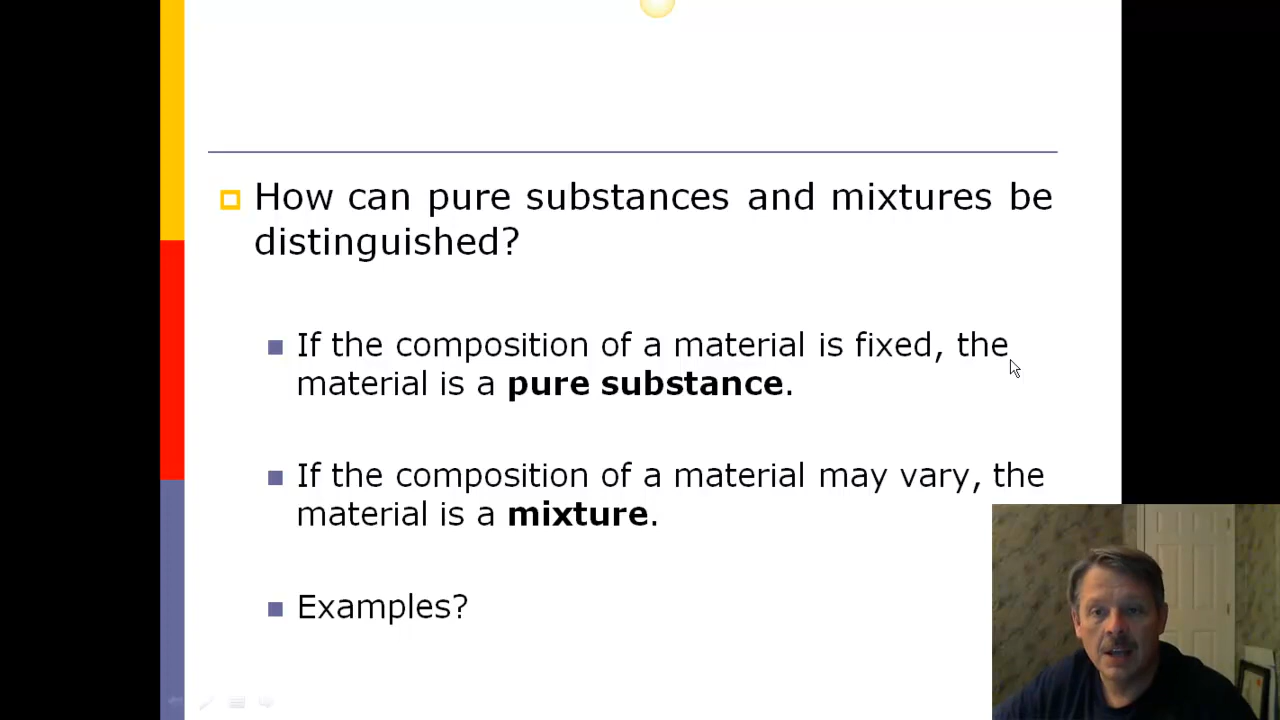 How can pure substances and mixtures be
distinguished?
If the composition of a material is fixed, the
material is a pure substance.
If the composition of a material may vary, the
material is a mixture.
Examples?